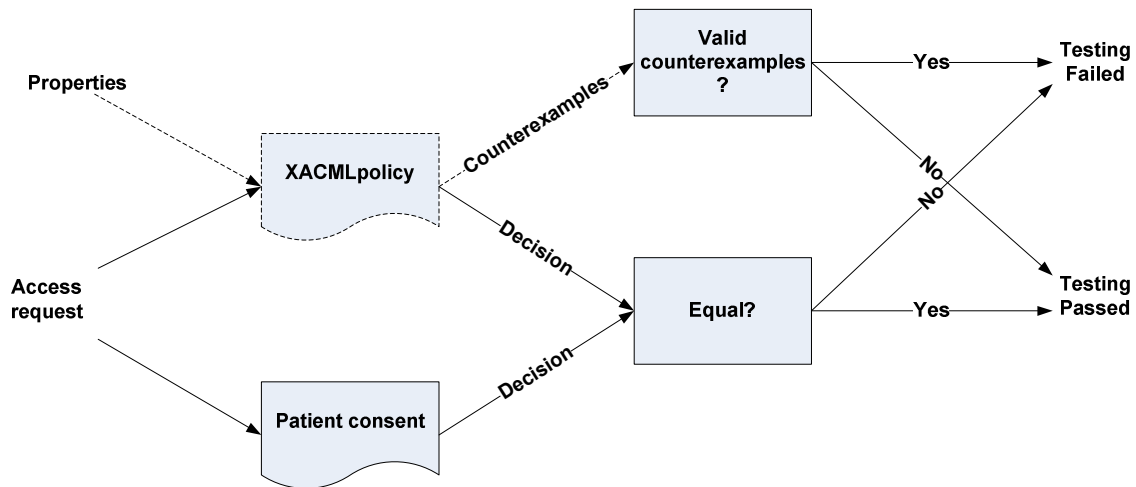 Properties
XACMLpolicy
Counterexamples
Valid
counterexamples
?
Yes
Testing
Failed
No
No
Access
request
Decision
Decision
Equal?
Yes
Testing
Passed
Patient consent